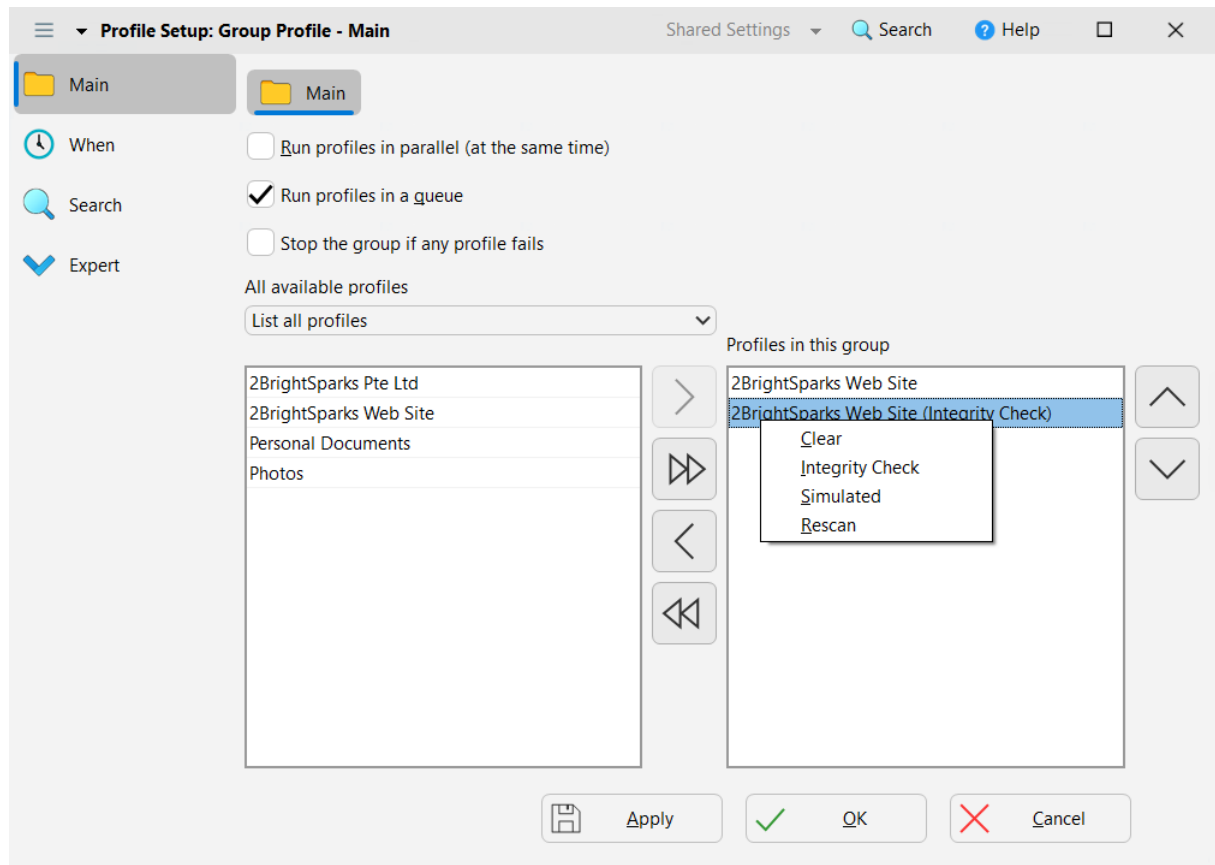 Profile Setup: Group Profile - Main
Shared Settings
Search
Help
Main
When
Search
Expert
Main
Run profiles in parallel (at the same time)
Run profiles in a queue
Stop the group if any profile fails
All available profiles
List all profiles
2BrightSparks Pte Ltd
2BrightSparks Web Site
Personal Documents
Photos
Profiles in this group
2BrightSparks Web Site
2BrightSparks Web Site (Integrity Check)
Clear
Integrity Check
Simulated
Rescan
Apply
OK
Cancel